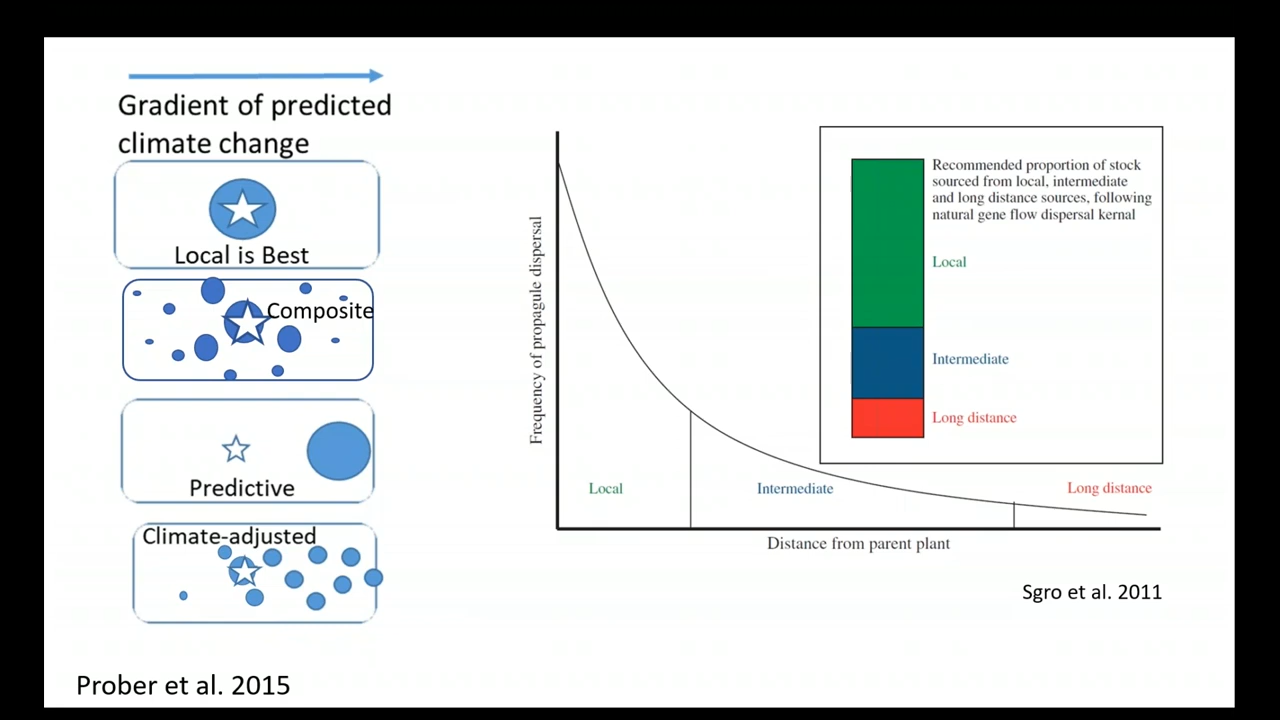 Gradient of predicted
climate change
Local is Best
Composite
Predictive
Climate-adjusted
Prober et al. 2015
Frequency of propagule dispersal
Local
Intermediate
Long distance
Distance from parent plant
Recommended proportion of stock
sourced from local, intermediate
and long distance sources, following
natural gene flow dispersal kernal
Local
Intermediate
Long distance
Sgro et al. 2011